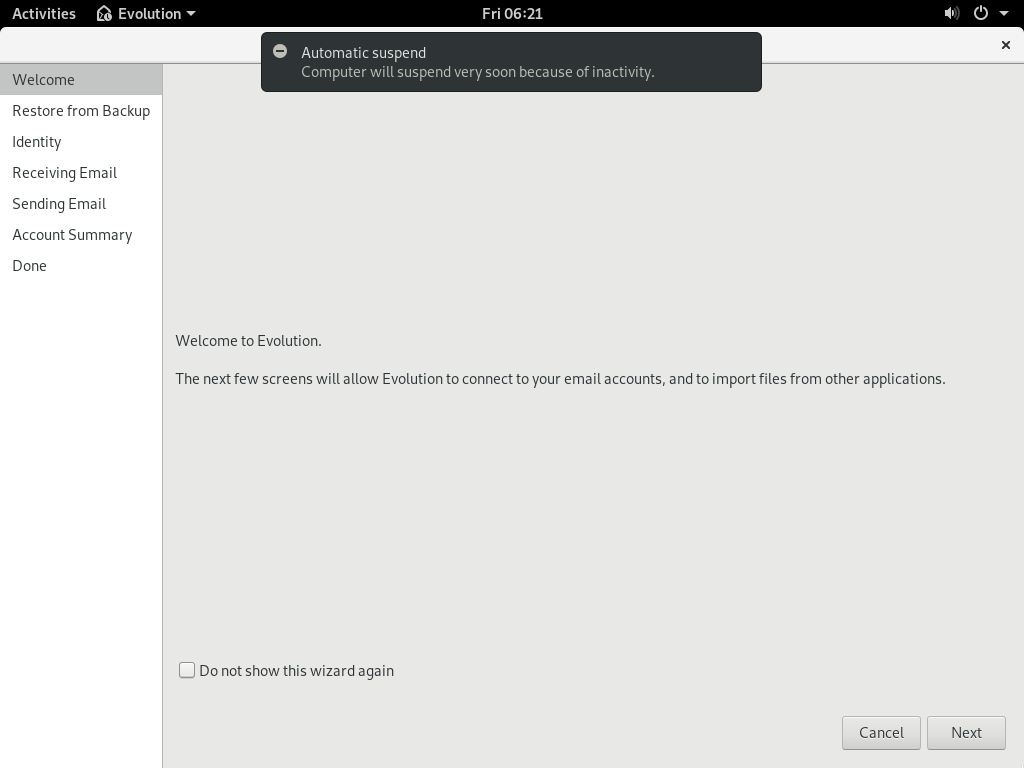 Activities Evolution Fri 06:21
Automatic suspend
Computer will suspend very soon because of inactivity.
Welcome
Restore from Backup
Identity
Receiving Email
Sending Email
Account Summary
Done
Welcome to Evolution.
The next few screens will allow Evolution to connect to your email accounts, and to import files from other applications.
Do not show this wizard again
Cancel Next